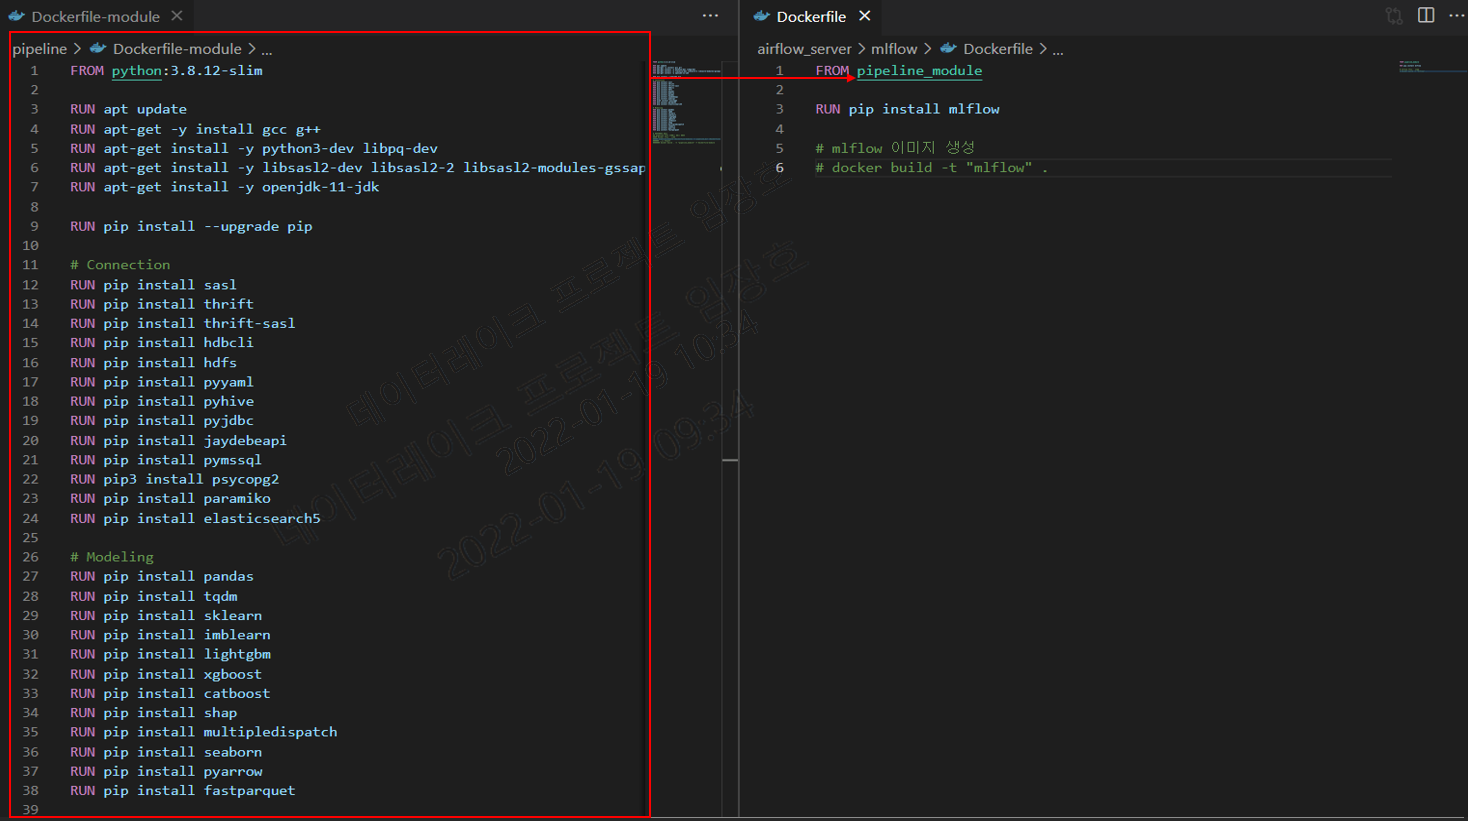 Dockerfile-module
pipeline > Dockerfile-module > ...
1 FROM python:3.8.12-slim
2
3 RUN apt update
4 RUN apt-get -y install gcc g++
5 RUN apt-get install -y python3-dev libpq-dev
6 RUN apt-get install -y libsasl2-dev libsasl2-2 libsasl2-modules-gssap
7 RUN apt-get install -y openjdk-11-jdk
8
9 RUN pip install --upgrade pip
10
11 # Connection
12 RUN pip install sasl
13 RUN pip install thrift
14 RUN pip install thrift-sasl
15 RUN pip install hdbcli
16 RUN pip install hdfs
17 RUN pip install pyyaml
18 RUN pip install pyhive
19 RUN pip install pyjdbc
20 RUN pip install jaydebeapi
21 RUN pip install pymssql
22 RUN pip3 install psycopg2
23 RUN pip install paramiko
24 RUN pip install elasticsearch5
25
26 # Modeling
27 RUN pip install pandas
28 RUN pip install tqdm
29 RUN pip install sklearn
30 RUN pip install imblearn
31 RUN pip install lightgbm
32 RUN pip install xgboost
33 RUN pip install catboost
34 RUN pip install shap
35 RUN pip install multipledispatch
36 RUN pip install seaborn
37 RUN pip install pyarrow
38 RUN pip install fastparquet
39
Dockerfile
airflow_server > mlflow > Dockerfile > ...
1 FROM pipeline_module
2
3 RUN pip install mlflow
4
5 # mlflow 이미지 생성
6 # docker build -t "mlflow" .
데이터레이크 프로젝트 임장호
2022-01-19 10:34
데이터레이크 프로젝트 임장호
2022-01-19 09:34